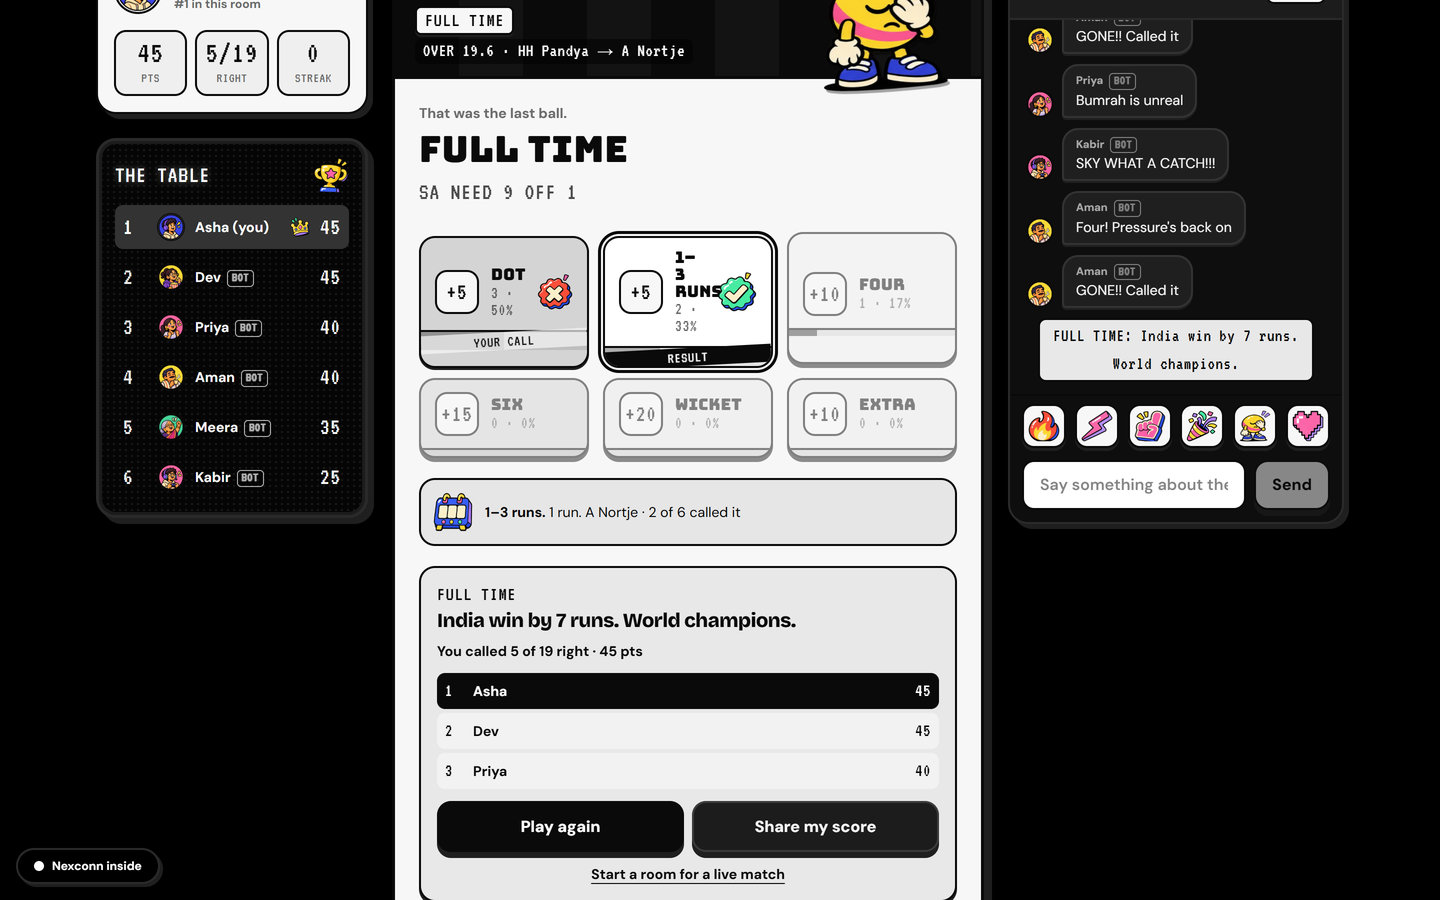 #1 in this room
45
PTS
5/19
RIGHT
0
STREAK
THE TABLE
1 Asha (you) 45
2 Dev BOT 45
3 Priya BOT 40
4 Aman BOT 40
5 Meera BOT 35
6 Kabir BOT 25
Nexconn inside
FULL TIME
OVER 19.6 · HH Pandya → A Nortje
That was the last ball.
FULL TIME
SA NEED 9 OFF 1
+5
DOT
3 ·
50%
YOUR CALL
+5
1–
3
RUNS
2 ·
33%
RESULT
+10
FOUR
1 · 17%
+15
SIX
0 · 0%
+20
WICKET
0 · 0%
+10
EXTRA
0 · 0%
1–3 runs. 1 run. A Nortje · 2 of 6 called it
FULL TIME
India win by 7 runs. World champions.
You called 5 of 19 right · 45 pts
1 Asha 45
2 Dev 45
3 Priya 40
Play again
Share my score
Start a room for a live match
Aman BOT
GONE!! Called it
Priya BOT
Bumrah is unreal
Kabir BOT
SKY WHAT A CATCH!!!
Aman BOT
Four! Pressure's back on
Aman BOT
GONE!! Called it
FULL TIME: India win by 7 runs.
World champions.
Say something about the
Send